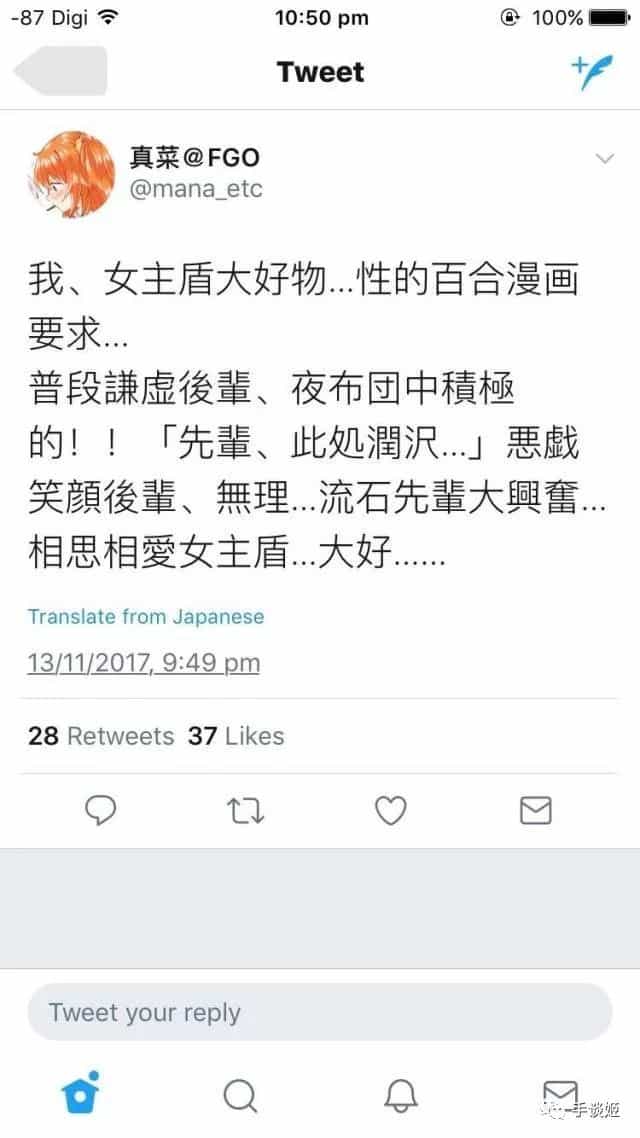 -87 Digi 10:50 pm 100%
Tweet
真菜@FGO
@mana_etc
我、女主盾大好物...性的百合漫画
要求...
普段謙虚後輩、夜布団中積極
的！！「先輩、此処潤沢...」悪戯
笑顔後輩、無理...流石先輩大興奮...
相思相愛女主盾...大好......
Translate from Japanese
13/11/2017, 9:49 pm
28 Retweets 37 Likes
Tweet your reply
手谈姬